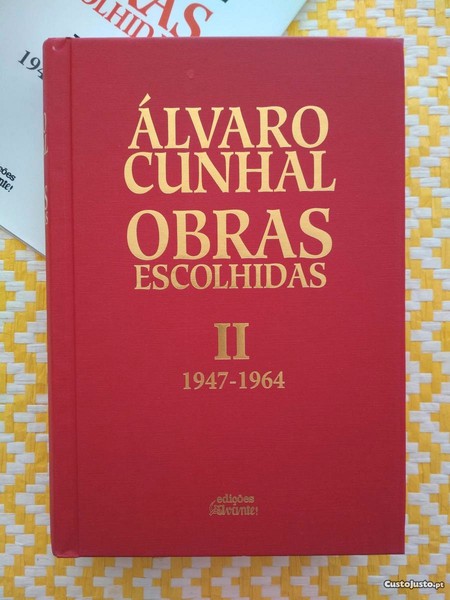 ÁLVARO
CUNHAL
OBRAS
ESCOLHIDAS
II
1947-1964
edições
Avante!
CustoJusto.pt